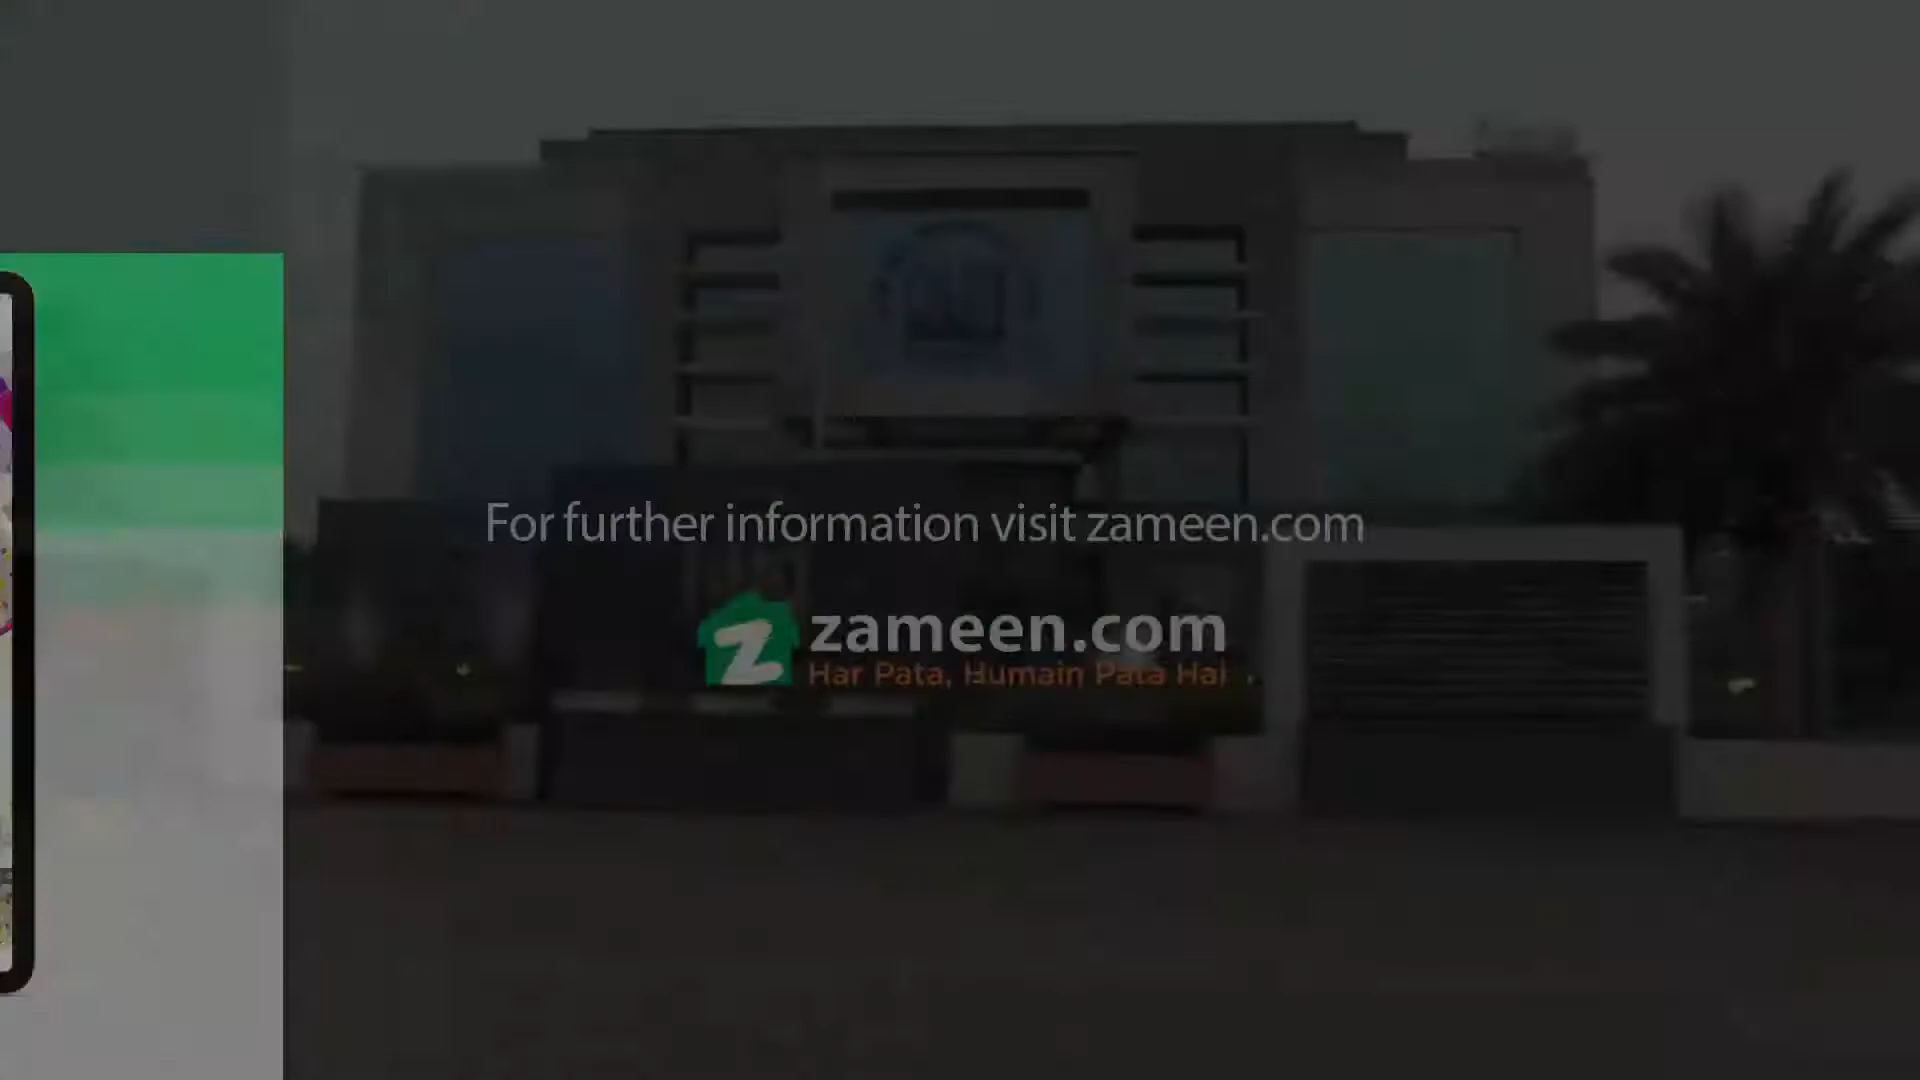 For further information visit zameen.com
zameen.com
Har Pata, Humain Pata Hai